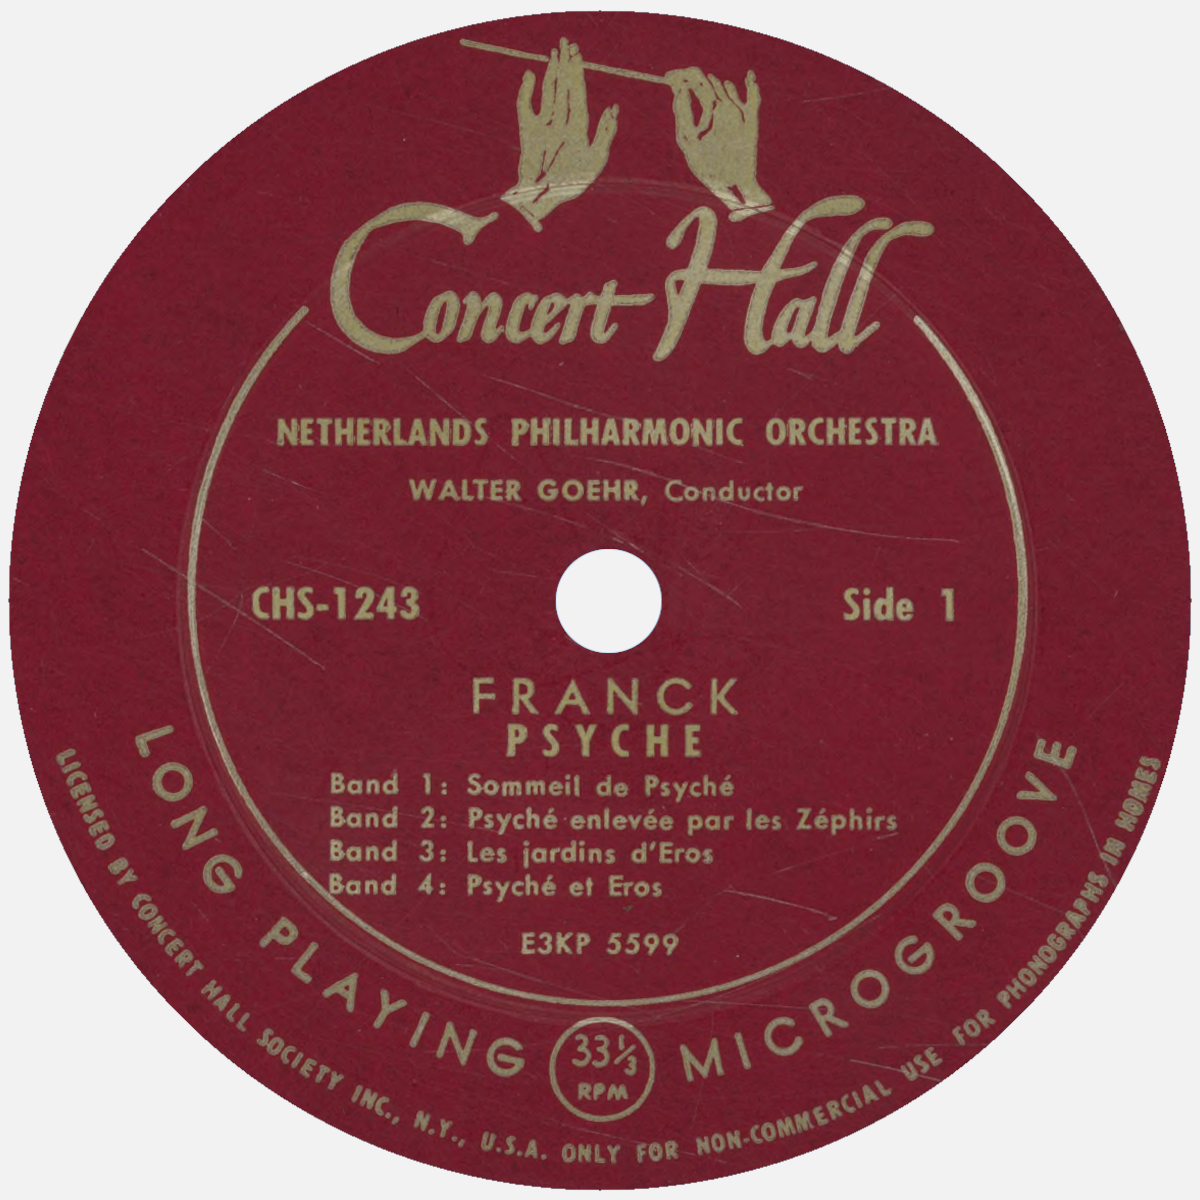 Concert Hall
NETHERLANDS PHILHARMONIC ORCHESTRA
WALTER GOEHR, Conductor
CHS-1243
Side 1
FRANCK
PSYCHE
Band 1: Sommeil de Psyché
Band 2: Psyché enlevée par les Zéphirs
Band 3: Les jardins d'Eros
Band 4: Psyché et Eros
E3KP 5599
LONG PLAYING 33⅓ RPM MICROGROOVE
LICENSED BY CONCERT HALL SOCIETY INC., N.Y., U.S.A. ONLY FOR NON-COMMERCIAL USE FOR PHONOGRAPHS IN HOMES